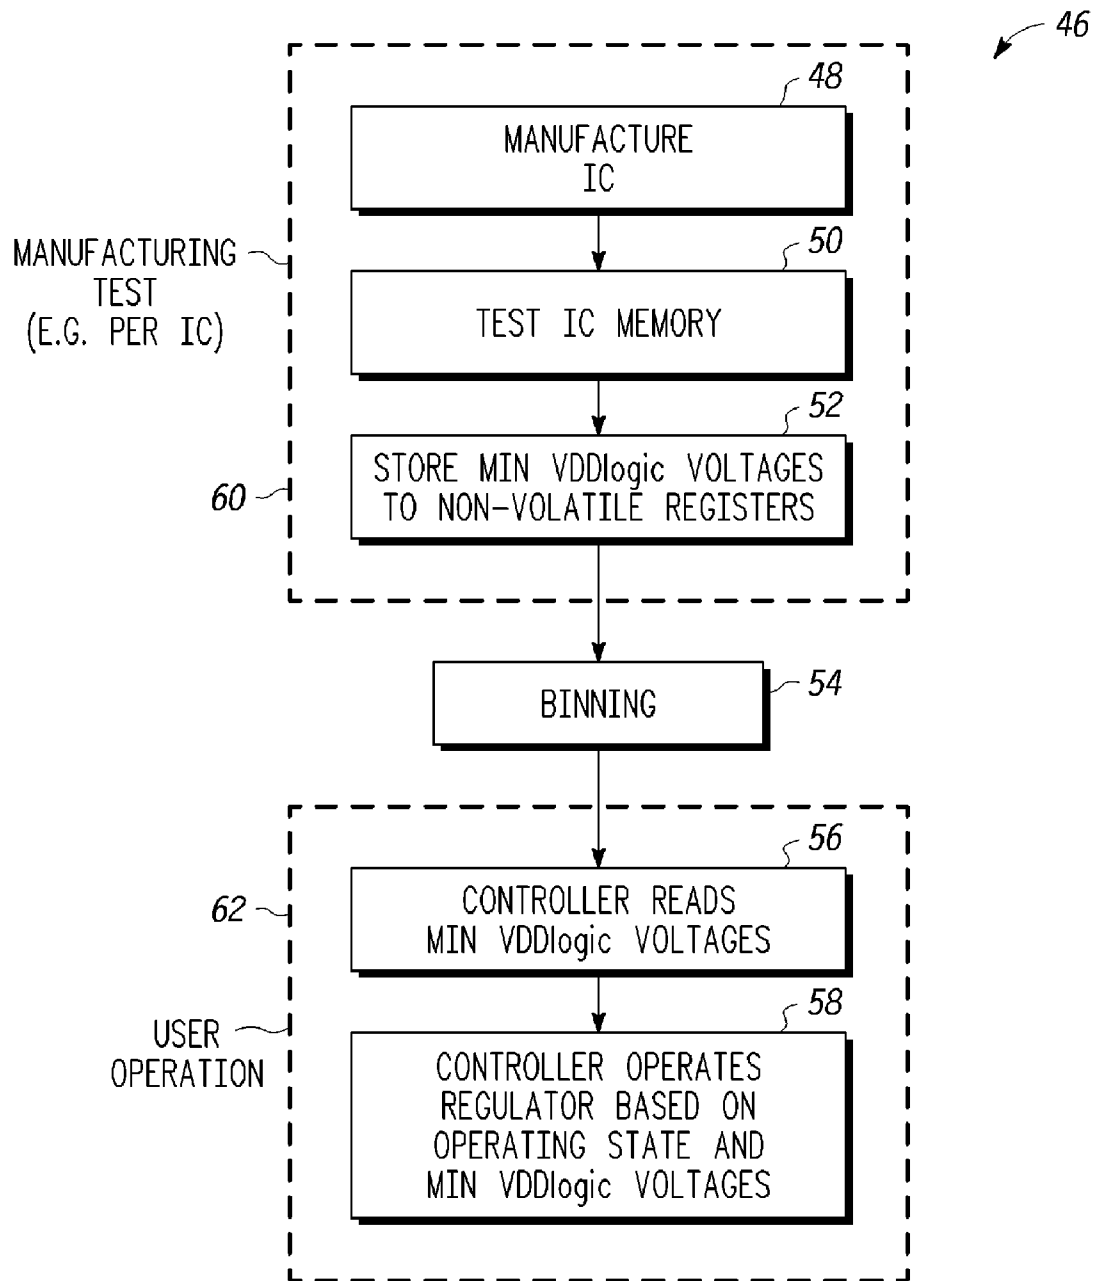 46
48
MANUFACTURE
IC
50
MANUFACTURING
TEST
(E.G. PER IC)
TEST IC MEMORY
52
STORE MIN VDDlogic VOLTAGES
TO NON-VOLATILE REGISTERS
60
54
BINNING
56
62
CONTROLLER READS
MIN VDDlogic VOLTAGES
58
USER
OPERATION
CONTROLLER OPERATES
REGULATOR BASED ON
OPERATING STATE AND
MIN VDDlogic VOLTAGES